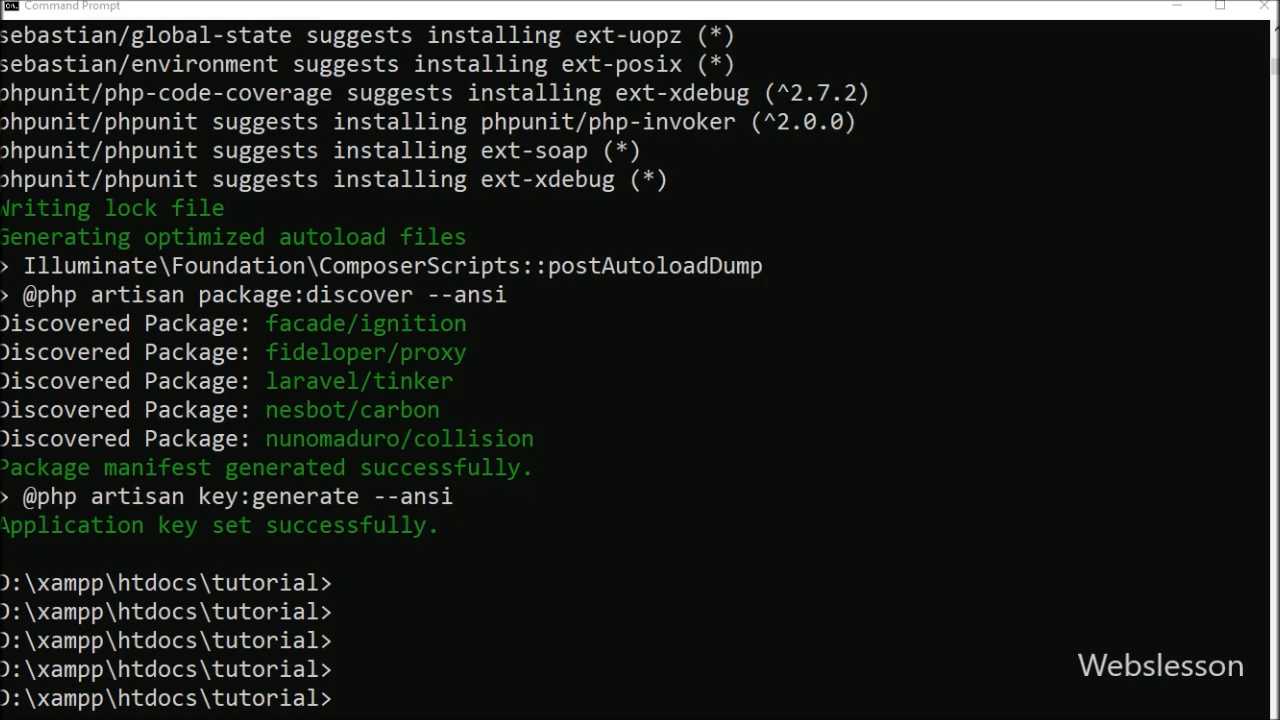 Command Prompt
sebastian/global-state suggests installing ext-uopz (*)
sebastian/environment suggests installing ext-posix (*)
phpunit/php-code-coverage suggests installing ext-xdebug (^2.7.2)
phpunit/phpunit suggests installing phpunit/php-invoker (^2.0.0)
phpunit/phpunit suggests installing ext-soap (*)
phpunit/phpunit suggests installing ext-xdebug (*)
Writing lock file
Generating optimized autoload files
> Illuminate\Foundation\ComposerScripts::postAutoloadDump
> @php artisan package:discover --ansi
Discovered Package: facade/ignition
Discovered Package: fideloper/proxy
Discovered Package: laravel/tinker
Discovered Package: nesbot/carbon
Discovered Package: nunomaduro/collision
Package manifest generated successfully.
> @php artisan key:generate --ansi
Application key set successfully.
D:\xampp\htdocs\tutorial>
D:\xampp\htdocs\tutorial>
D:\xampp\htdocs\tutorial>
D:\xampp\htdocs\tutorial>
D:\xampp\htdocs\tutorial>
Webslesson